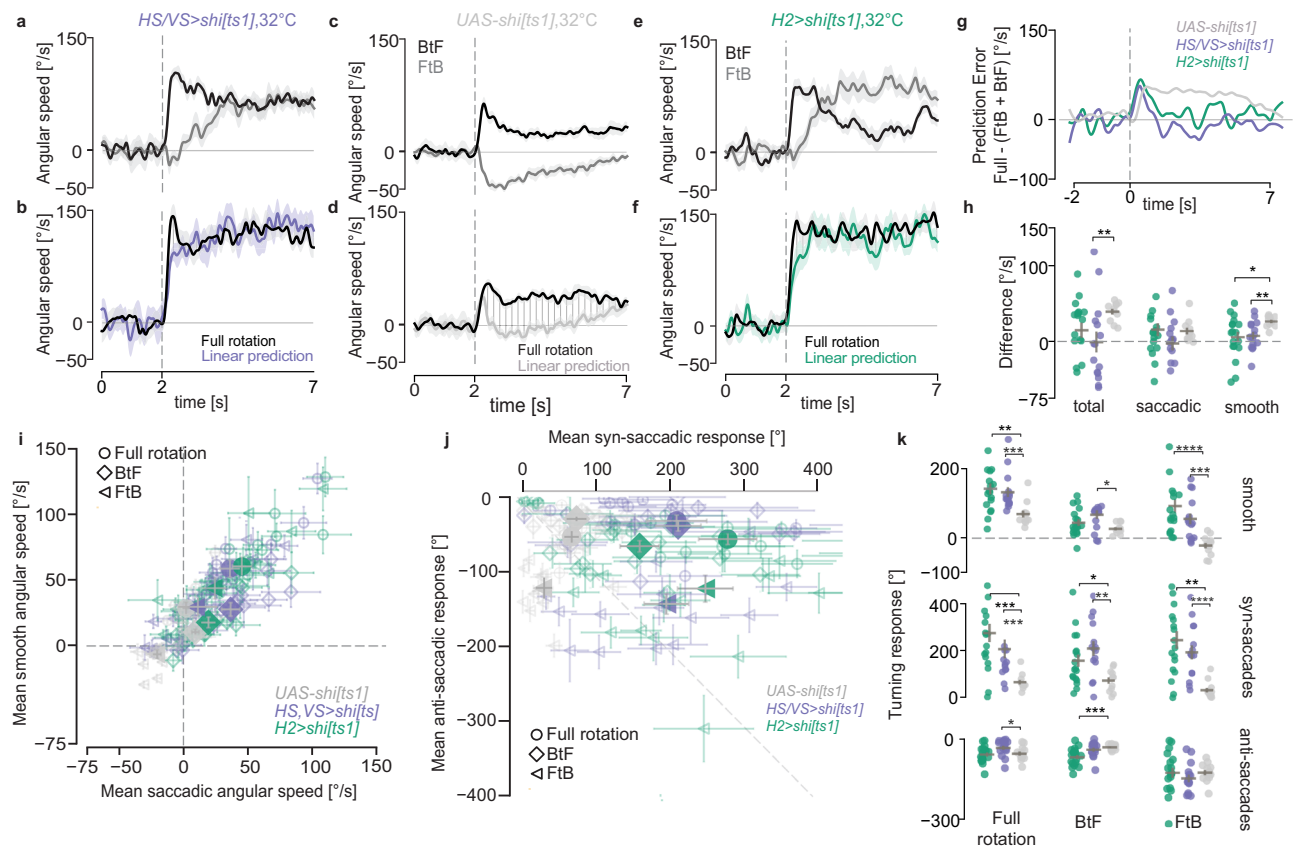 a
HS/VS>shi[ts1],32°C
150
0
−50
Angular speed [°/s]
b
150
0
−50
Angular speed [°/s]
Full rotation
Linear prediction
0
2
7
time [s]
c
UAS-shi[ts1],32°C
BtF
FtB
150
0
−50
Angular speed [°/s]
d
150
0
−50
Angular speed [°/s]
Full rotation
Linear prediction
0
2
7
time [s]
e
H2>shi[ts1],32°C
BtF
FtB
150
0
−50
Angular speed [°/s]
f
150
0
−50
Angular speed [°/s]
Full rotation
Linear prediction
0
2
7
time [s]
g
UAS-shi[ts1]
HS/VS>shi[ts1]
H2>shi[ts1]
150
0
−100
Prediction Error
Full - (FtB + BtF) [°/s]
-2
0
7
time [s]
h
150
100
0
−75
Difference [°/s]
**
*
**
total
saccadic
smooth
i
150
100
50
0
−75
Mean smooth angular speed [°/s]
Full rotation
BtF
FtB
UAS-shi[ts1]
HS,VS>shi[ts]
H2>shi[ts1]
−75
−50
0
50
100
150
Mean saccadic angular speed [°/s]
j
Mean syn-saccadic response [°]
0
100
200
300
400
0
−100
−200
−300
−400
Mean anti-saccadic response [°]
Full rotation
BtF
FtB
UAS-shi[ts1]
HS/VS>shi[ts1]
H2>shi[ts1]
k
**
***
*
****
***
200
0
−100
smooth
***
***
*
**
**
****
400
200
0
syn-saccades
*
***
0
−300
anti-saccades
Turning response [°]
Full
rotation
BtF
FtB